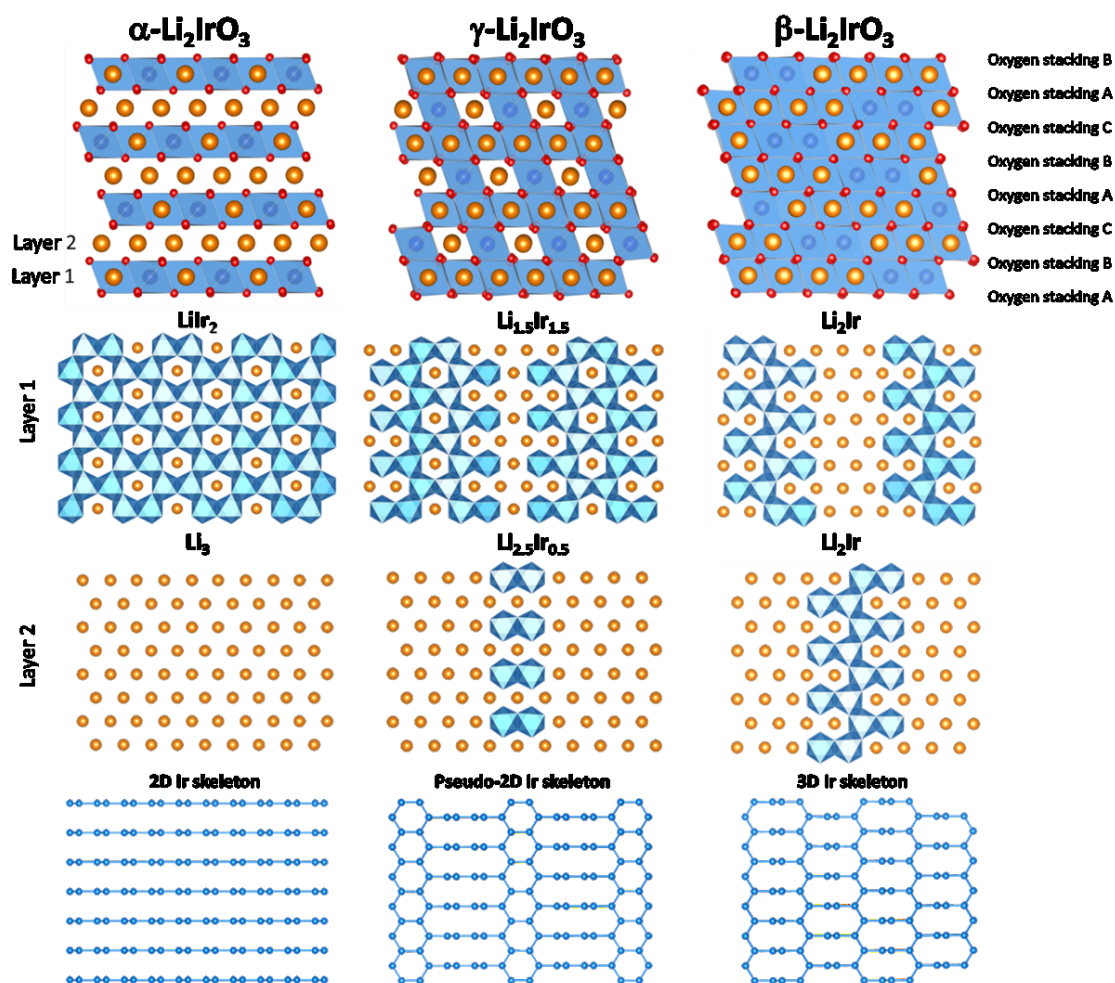 α-Li₂IrO₃
γ-Li₂IrO₃
β-Li₂IrO₃
Oxygen stacking B
Oxygen stacking A
Oxygen stacking C
Oxygen stacking B
Oxygen stacking A
Oxygen stacking C
Oxygen stacking B
Oxygen stacking A
Layer 2
Layer 1
LiIr₂
Li₁.₅Ir₁.₅
Li₂Ir
Layer 1
Li₃
Li₂.₅Ir₀.₅
Li₂Ir
Layer 2
2D Ir skeleton
Pseudo-2D Ir skeleton
3D Ir skeleton